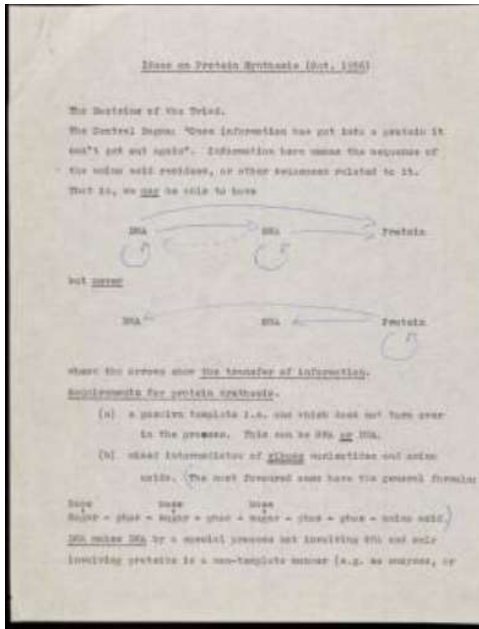 Ideas on Protein Synthesis (Oct. 1956)
The Doctrine of the Triad.
The Central Dogma: "Once information has got into a protein it
can't get out again". Information here means the sequence of
the amino acid residues, or other sequences related to it.
That is, we may be able to have
DNA RNA Protein
but never
DNA RNA Protein
where the arrows show the transfer of information.
Requirements for protein synthesis.
(a) a passive template i.e. one which does not turn over
in the process. This can be RNA or DNA.
(b) mixed intermediates of ribose nucleotides and amino
acids. (The most favoured ones have the general formula:
base base base
Sugar - phos - sugar - phos - sugar - phos - phos - amino acid)
DNA makes DNA by a special process not involving RNA and only
involving proteins in a non-template manner (e.g. as enzymes, or